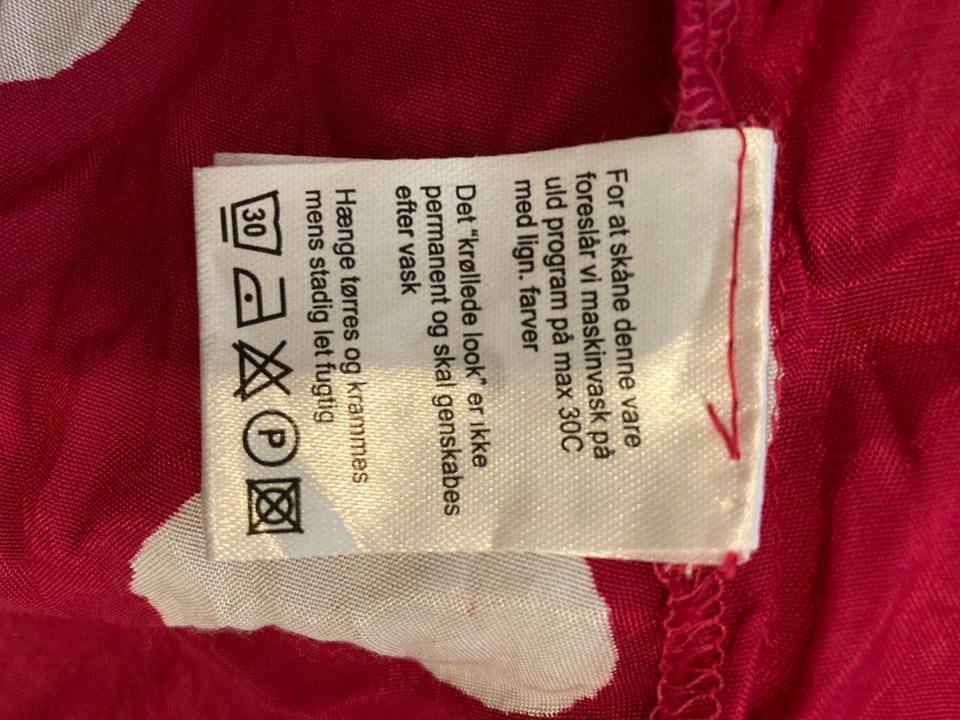 For at skåne denne vare
foreslår vi maskinvask på
uld program på max 30C
med lign. farver
Det "krøllede look" er ikke
permanent og skal genskabes
efter vask
Hænge tørres og krammes
mens stadig let fugtig
30 P